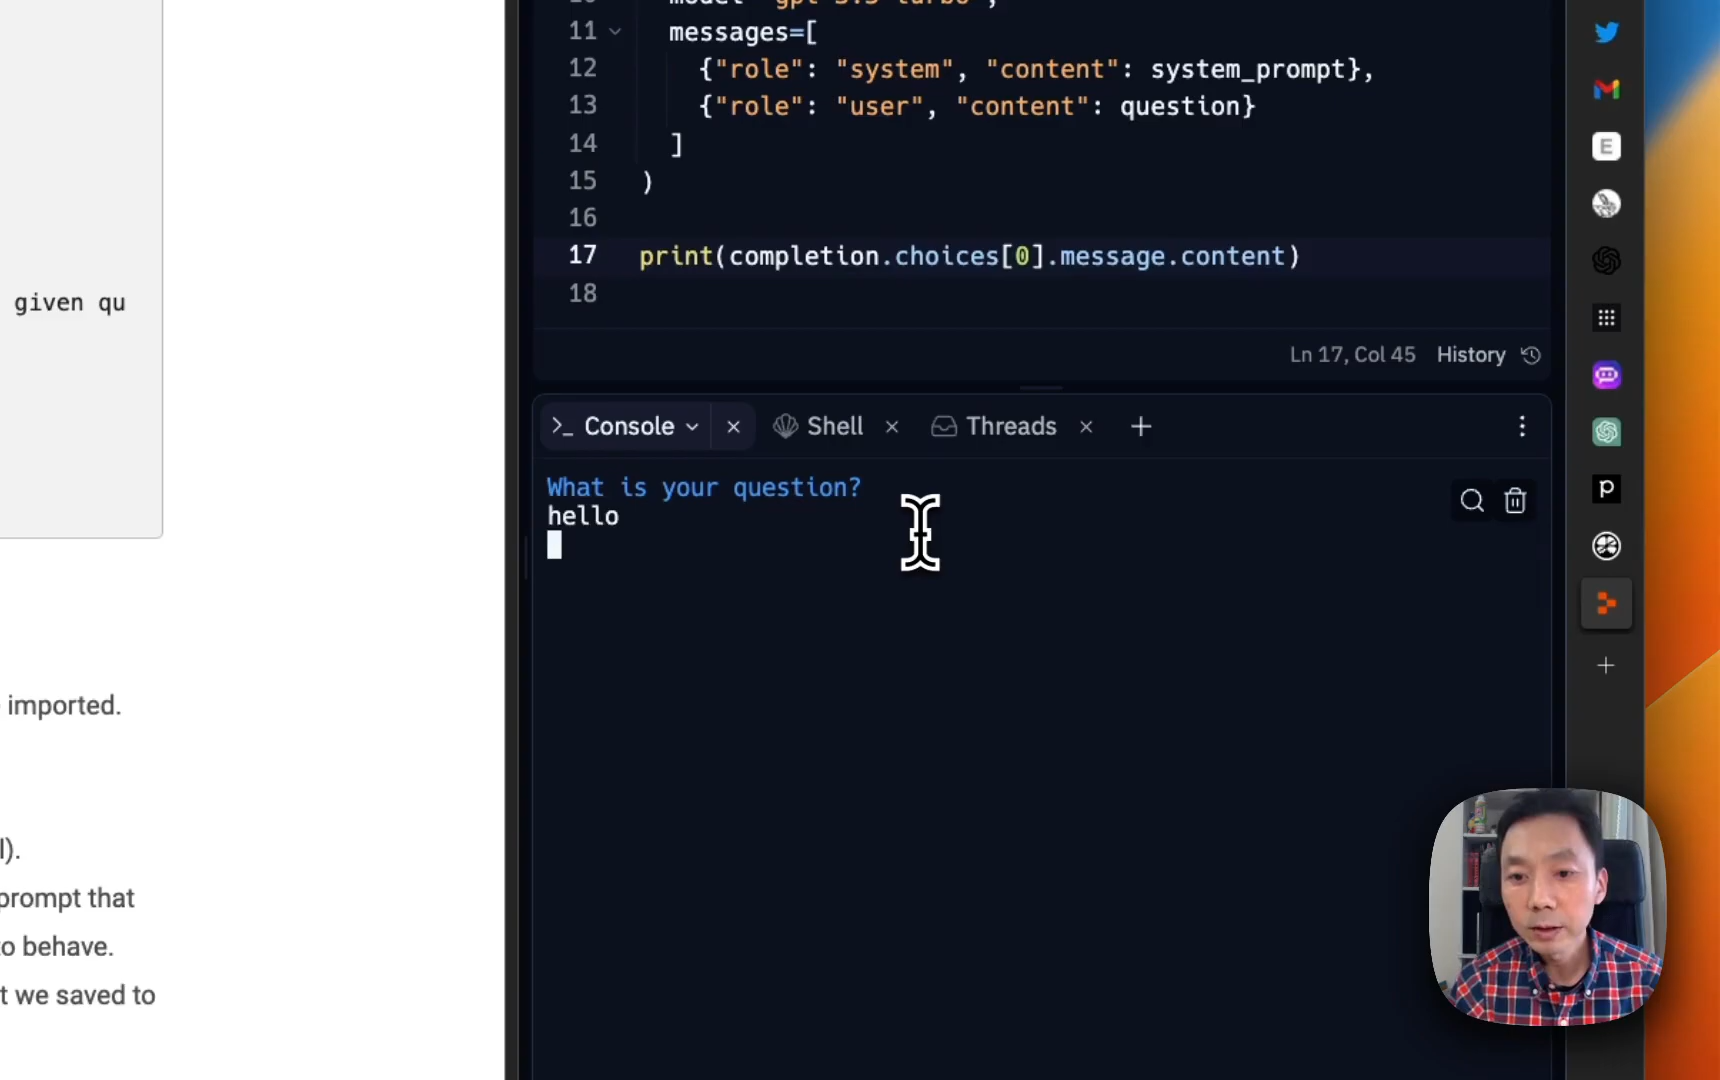 given qu
imported.
l).
prompt that
to behave.
t we saved to
11 messages=[
12 {"role": "system", "content": system_prompt},
13 {"role": "user", "content": question}
14 ]
15 )
16
17 print(completion.choices[0].message.content)
18
Ln 17, Col 45 History
>_ Console Shell Threads
What is your question?
hello
E
p